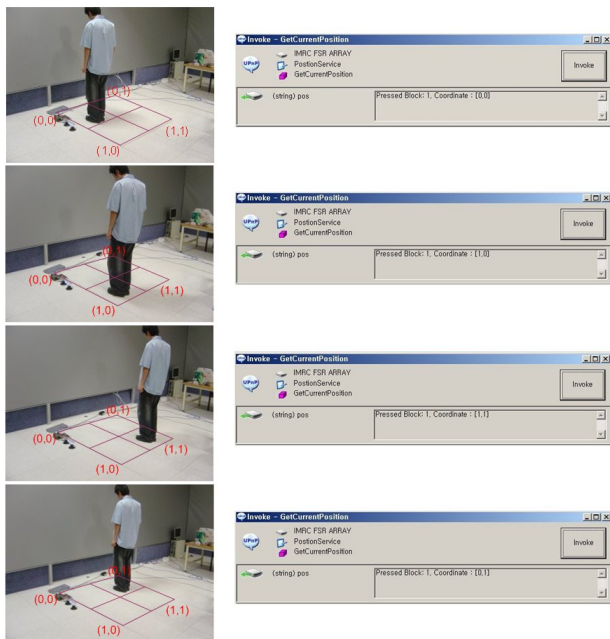 (0,1)
(0,0)
(1,1)
(1,0)
Invoke - GetCurrentPosition
UPnP
IMRC FSR ARRAY
PostionService
GetCurrentPosition
Invoke
(string) pos
Pressed Block: 1, Coordinate : [0,0]
(0,1)
(0,0)
(1,1)
(1,0)
Invoke - GetCurrentPosition
UPnP
IMRC FSR ARRAY
PostionService
GetCurrentPosition
Invoke
(string) pos
Pressed Block: 1, Coordinate : [1,0]
(0,1)
(0,0)
(1,1)
(1,0)
Invoke - GetCurrentPosition
UPnP
IMRC FSR ARRAY
PostionService
GetCurrentPosition
Invoke
(string) pos
Pressed Block: 1, Coordinate : [1,1]
(0,1)
(0,0)
(1,1)
(1,0)
Invoke - GetCurrentPosition
UPnP
IMRC FSR ARRAY
PostionService
GetCurrentPosition
Invoke
(string) pos
Pressed Block: 1, Coordinate : [0,1]